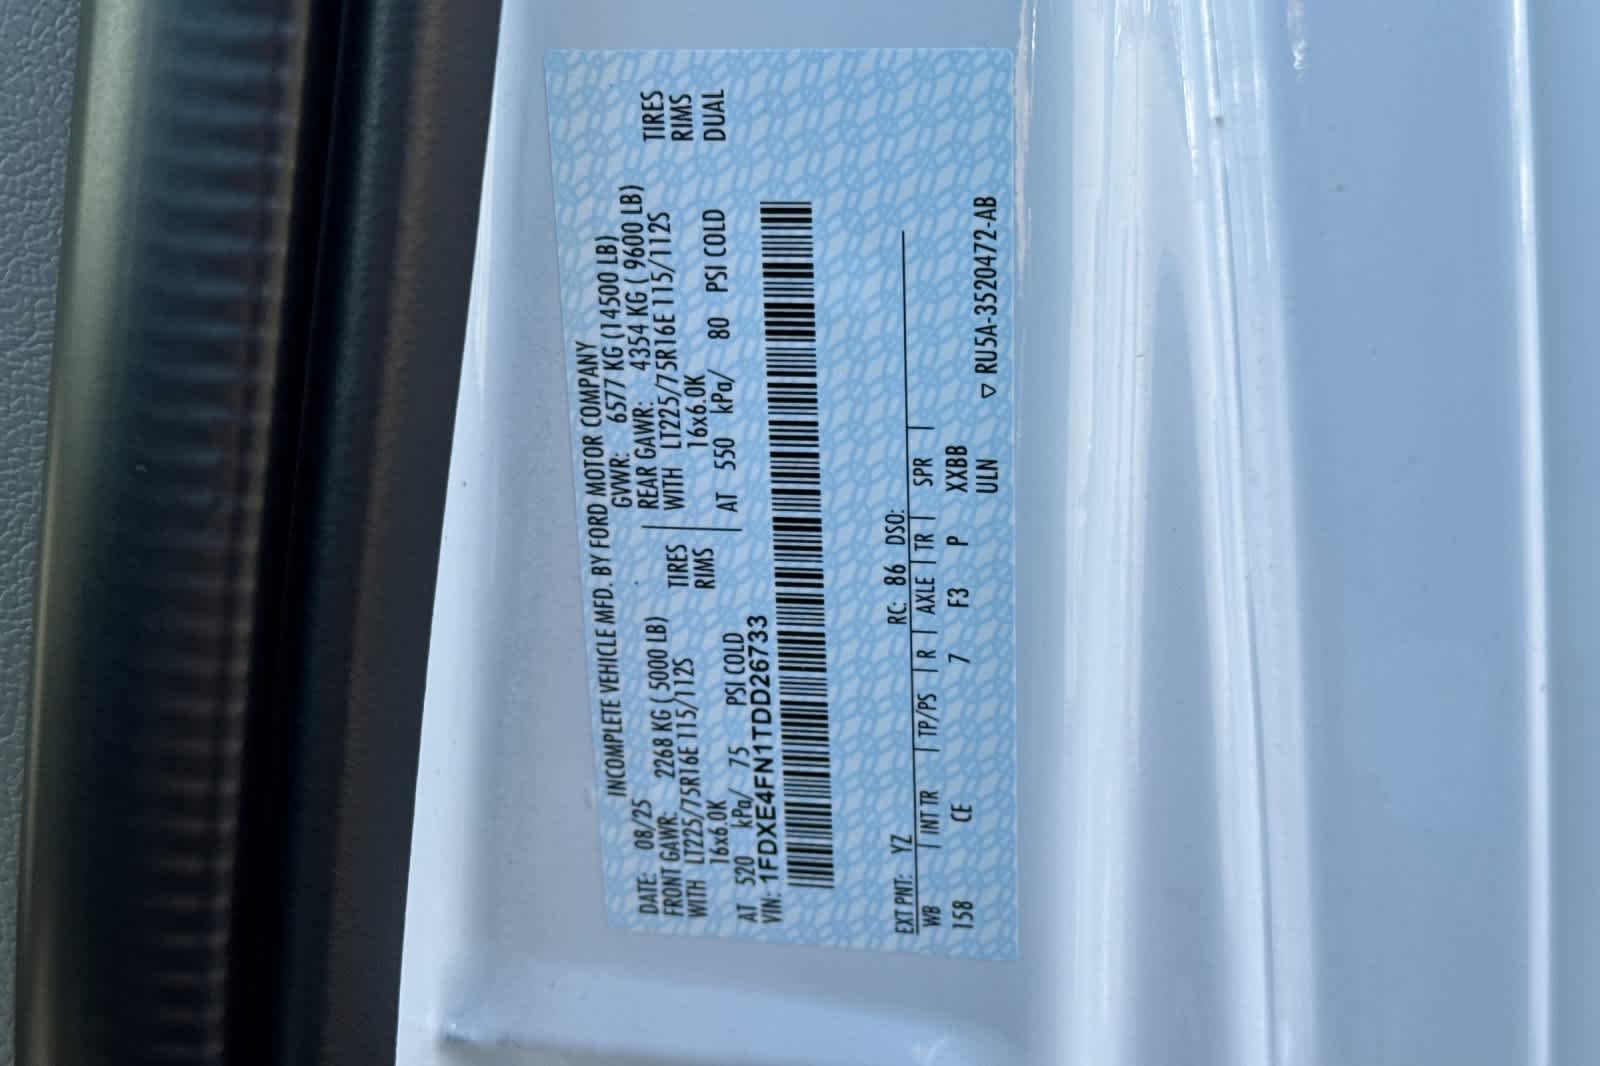 INCOMPLETE VEHICLE MFD. BY FORD MOTOR COMPANY
DATE: 08/25 GVWR: 6577 KG (14500 LB)
FRONT GAWR: 2268 KG ( 5000 LB) REAR GAWR: 4354 KG ( 9600 LB)
WITH LT225/75R16E 115/112S TIRES WITH LT225/75R16E 115/112S TIRES
16x6.0K RIMS 16x6.0K RIMS
AT 520 kPa/ 75 PSI COLD AT 550 kPa/ 80 PSI COLD DUAL
VIN: 1FDXE4FN1TDD26733
EXT PNT: YZ RC: 86 DSO:
WB | INT TR | TP/PS | R | AXLE | TR | SPR |
158 CE 7 F3 P XXBB
ULN
▽ RU5A-3520472-AB